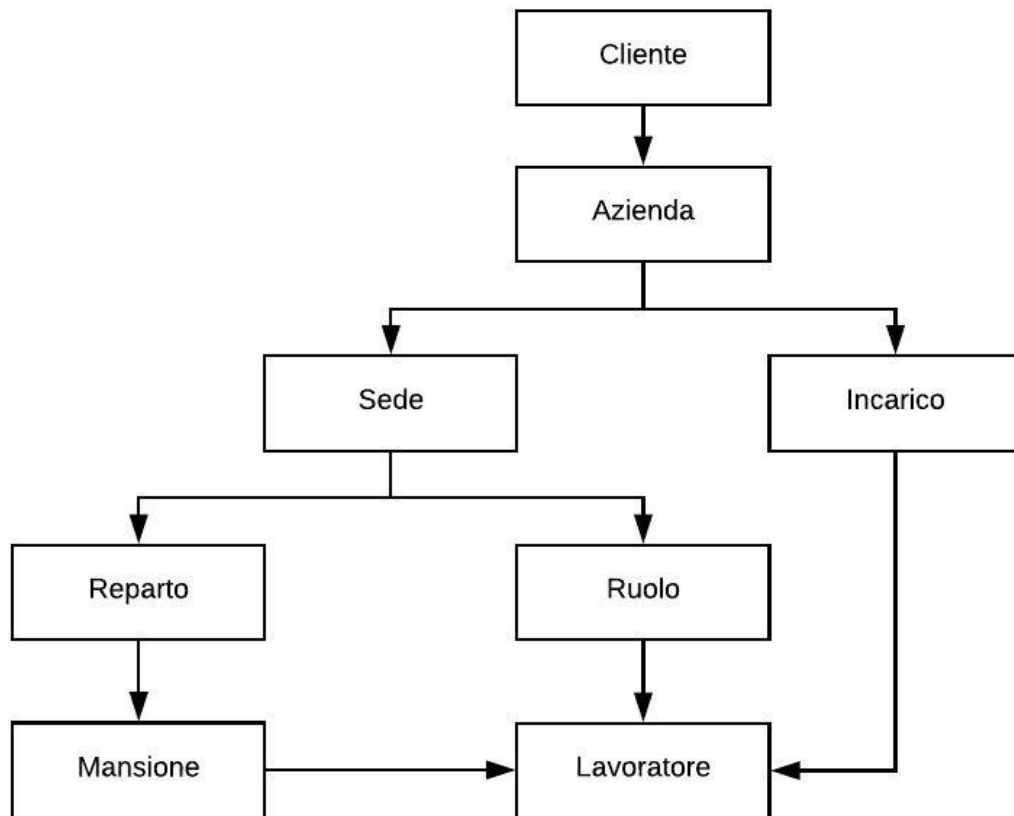 Cliente
Azienda
Sede
Incarico
Reparto
Ruolo
Mansione
Lavoratore